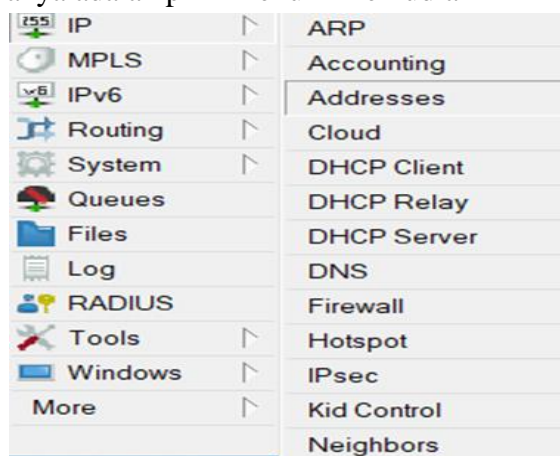 IP
MPLS
IPv6
Routing
System
Queues
Files
Log
RADIUS
Tools
Windows
More
ARP
Accounting
Addresses
Cloud
DHCP Client
DHCP Relay
DHCP Server
DNS
Firewall
Hotspot
IPsec
Kid Control
Neighbors